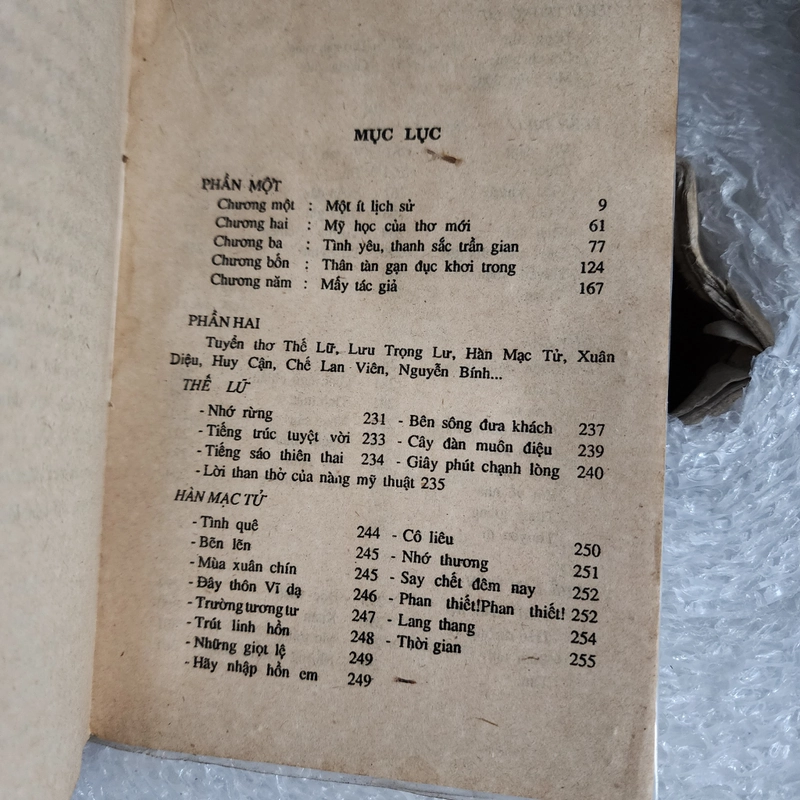 MỤC LỤC
PHẦN MỘT
Chương một : Một ít lịch sử 9
Chương hai : Mỹ học của thơ mới 61
Chương ba : Tình yêu, thanh sắc trần gian 77
Chương bốn : Thân tàn gạn đục khơi trong 124
Chương năm : Mấy tác giả 167
PHẦN HAI
Tuyển thơ Thế Lữ, Lưu Trọng Lư, Hàn Mạc Tử, Xuân
Diệu, Huy Cận, Chế Lan Viên, Nguyễn Bính...
THẾ LỮ
- Nhớ rừng 231 - Bên sông đưa khách 237
- Tiếng trúc tuyệt vời 233 - Cây đàn muôn điệu 239
- Tiếng sáo thiên thai 234 - Giây phút chạnh lòng 240
- Lời than thở của nàng mỹ thuật 235
HÀN MẠC TỬ
- Tình quê 244 - Cô liêu 250
- Bẽn lẽn 245 - Nhớ thương 251
- Mùa xuân chín 245 - Say chết đêm nay 252
- Đây thôn Vĩ dạ 246 - Phan thiết!Phan thiết! 252
- Trường tương tư 247 - Lang thang 254
- Trút linh hồn 248 - Thời gian 255
- Những giọt lệ 249
- Hãy nhập hồn em 249